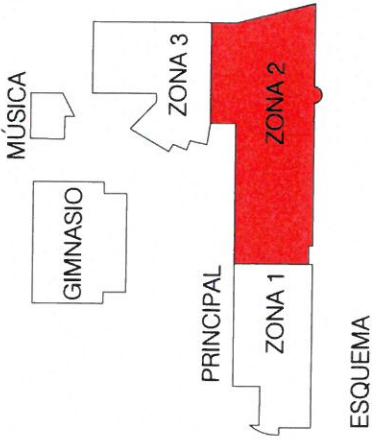 MÚSICA
GIMNASIO
ZONA 3
PRINCIPAL
ZONA 1
ZONA 2
ESQUEMA